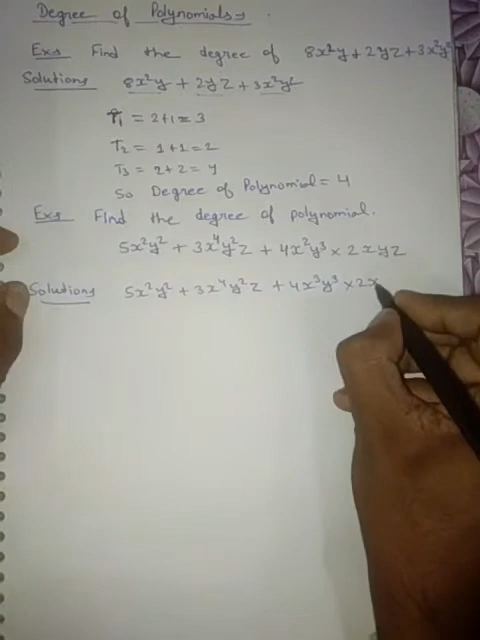 Degree of Polynomials:
Ex: Find the degree of 8x²y + 2yz + 3x²y²
Solution: 8x²y + 2yz + 3x²y²
T₁ = 2+1 = 3
T₂ = 1+1 = 2
T₃ = 2+2 = 4
So Degree of Polynomial = 4
Ex: Find the degree of polynomial.
5x²y² + 3x⁴y²z + 4x²y³ × 2xyz
Solution: 5x²y² + 3x⁴y²z + 4x³y³ × 2x